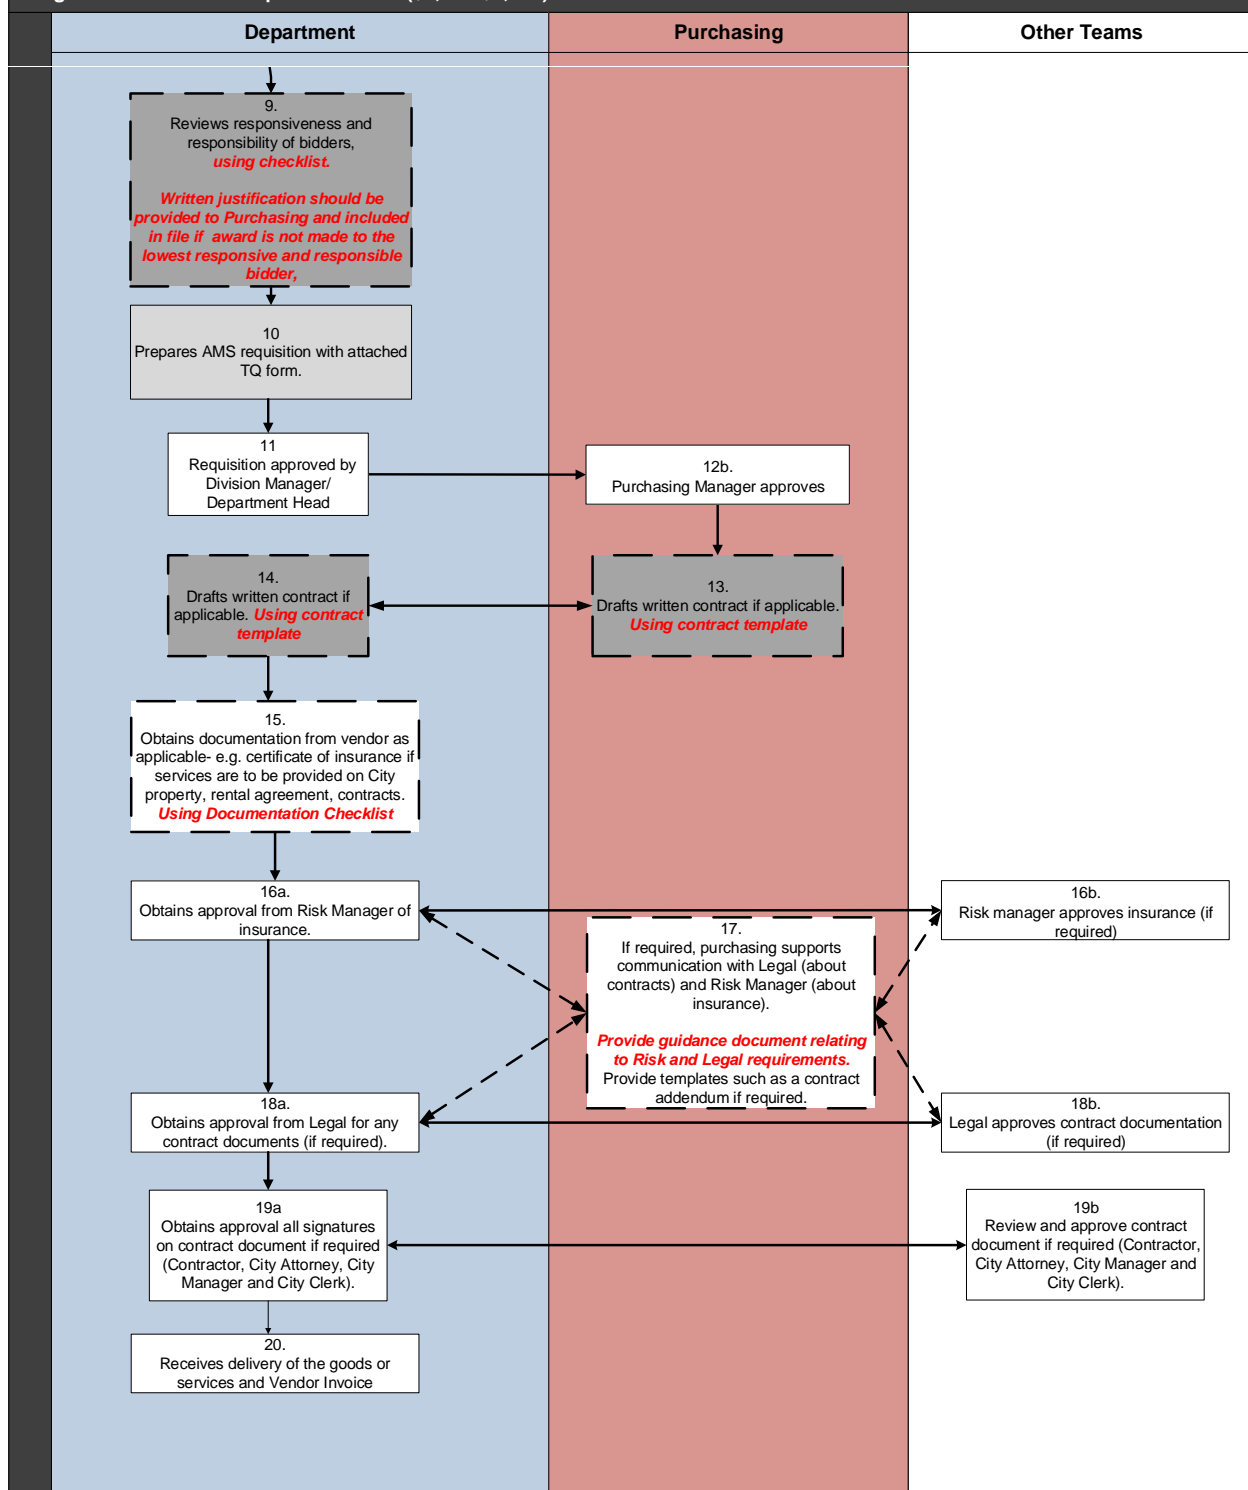 Department
Purchasing
Other Teams
9.
Reviews responsiveness and
responsibility of bidders,
using checklist.
Written justification should be
provided to Purchasing and included
in file if award is not made to the
lowest responsive and responsible
bidder,
10
Prepares AMS requisition with attached
TQ form.
11
Requisition approved by
Division Manager/
Department Head
12b.
Purchasing Manager approves
14.
Drafts written contract if
applicable. Using contract
template
13.
Drafts written contract if applicable.
Using contract template
15.
Obtains documentation from vendor as
applicable- e.g. certificate of insurance if
services are to be provided on City
property, rental agreement, contracts.
Using Documentation Checklist
16a.
Obtains approval from Risk Manager of
insurance.
16b.
Risk manager approves insurance (if
required)
17.
If required, purchasing supports
communication with Legal (about
contracts) and Risk Manager (about
insurance).
Provide guidance document relating
to Risk and Legal requirements.
Provide templates such as a contract
addendum if required.
18a.
Obtains approval from Legal for any
contract documents (if required).
18b.
Legal approves contract documentation
(if required)
19a
Obtains approval all signatures
on contract document if required
(Contractor, City Attorney, City
Manager and City Clerk).
19b
Review and approve contract
document if required (Contractor,
City Attorney, City Manager and
City Clerk).
20.
Receives delivery of the goods or
services and Vendor Invoice